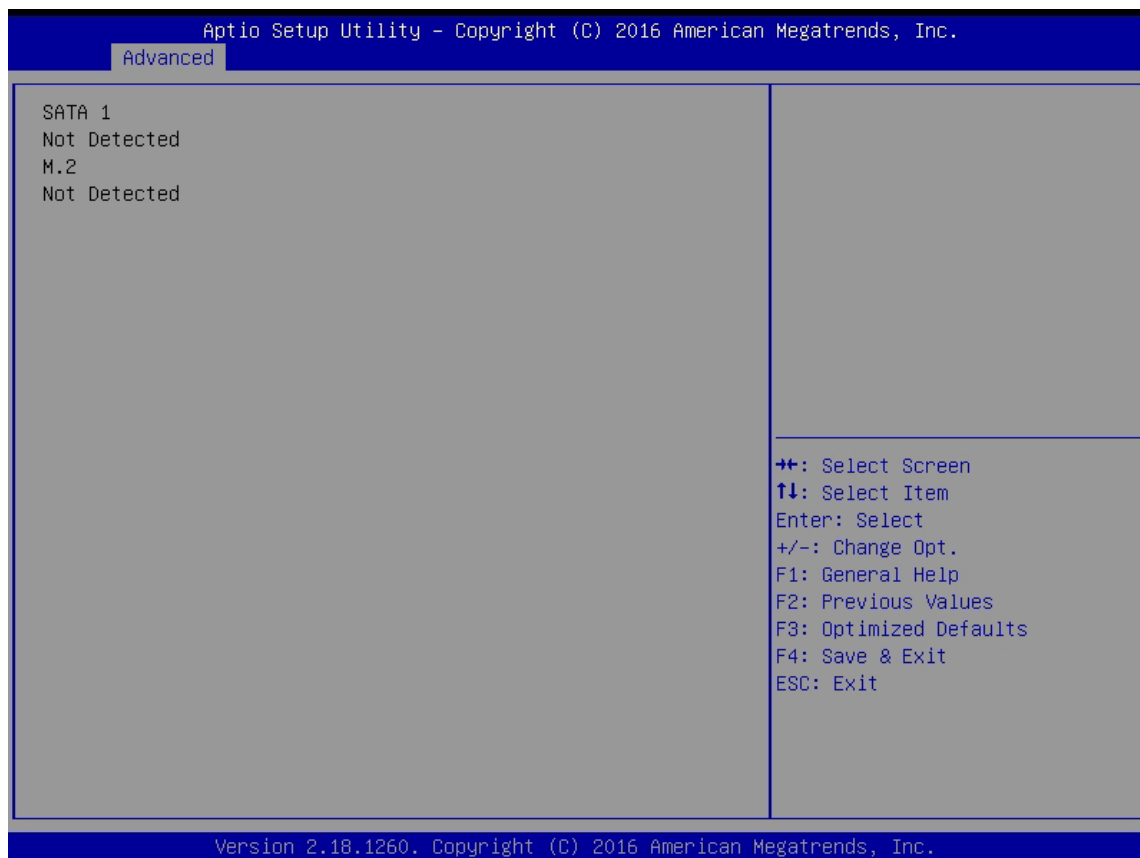 Aptio Setup Utility – Copyright (C) 2016 American Megatrends, Inc.
Advanced
SATA 1
Not Detected
M.2
Not Detected
→←: Select Screen
↑↓: Select Item
Enter: Select
+/-: Change Opt.
F1: General Help
F2: Previous Values
F3: Optimized Defaults
F4: Save & Exit
ESC: Exit
Version 2.18.1260. Copyright (C) 2016 American Megatrends, Inc.